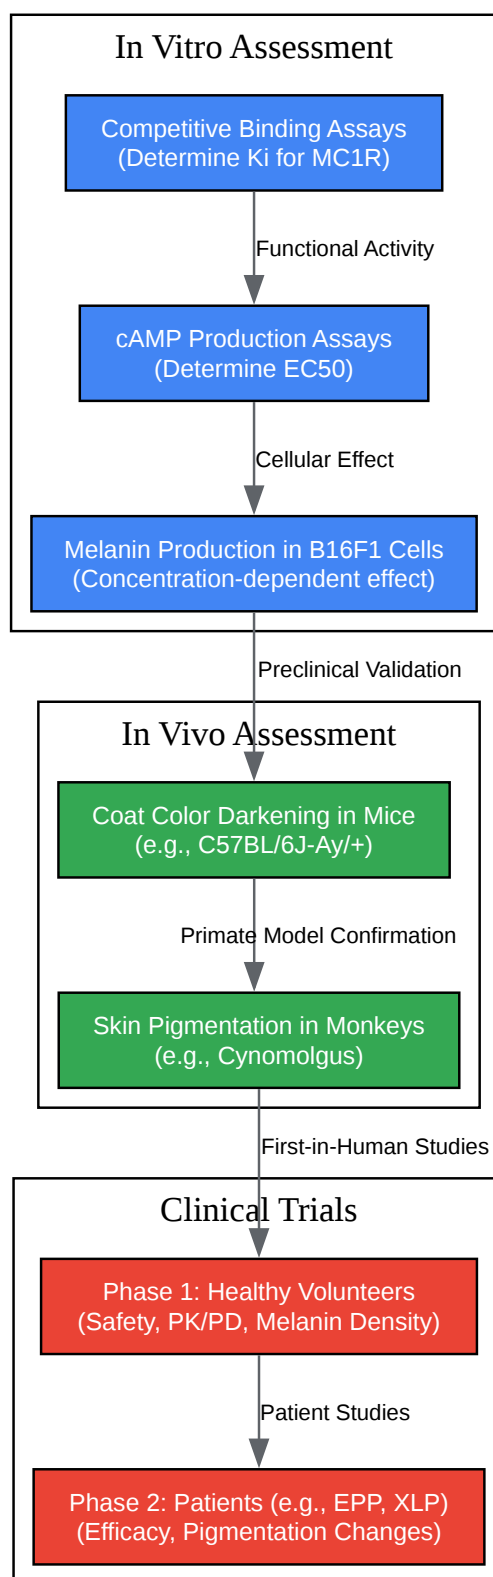 In Vitro Assessment
Competitive Binding Assays
(Determine Ki for MC1R)
Functional Activity
cAMP Production Assays
(Determine EC50)
Cellular Effect
Melanin Production in B16F1 Cells
(Concentration-dependent effect)
Preclinical Validation
In Vivo Assessment
Coat Color Darkening in Mice
(e.g., C57BL/6J-Ay/+)
Primate Model Confirmation
Skin Pigmentation in Monkeys
(e.g., Cynomolgus)
First-in-Human Studies
Clinical Trials
Phase 1: Healthy Volunteers
(Safety, PK/PD, Melanin Density)
Patient Studies
Phase 2: Patients (e.g., EPP, XLP)
(Efficacy, Pigmentation Changes)